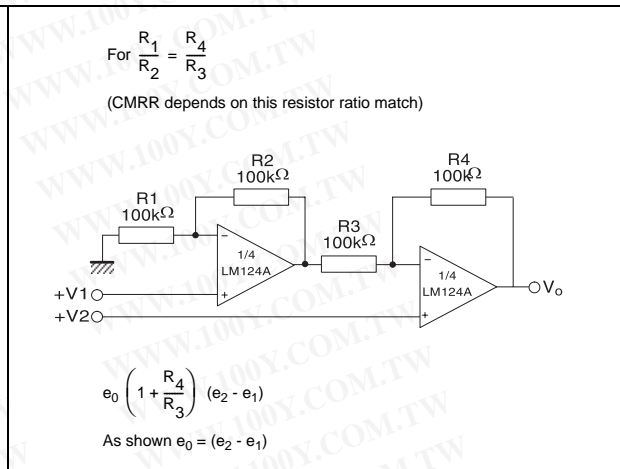 For R1/R2 = R4/R3
(CMRR depends on this resistor ratio match)
R2
100kΩ
R4
100kΩ
R1
100kΩ
R3
100kΩ
1/4
LM124A
1/4
LM124A
+V1
+V2
Vo
e0 (1 + R4/R3) (e2 - e1)
As shown e0 = (e2 - e1)
WWW.100Y.COM.TW